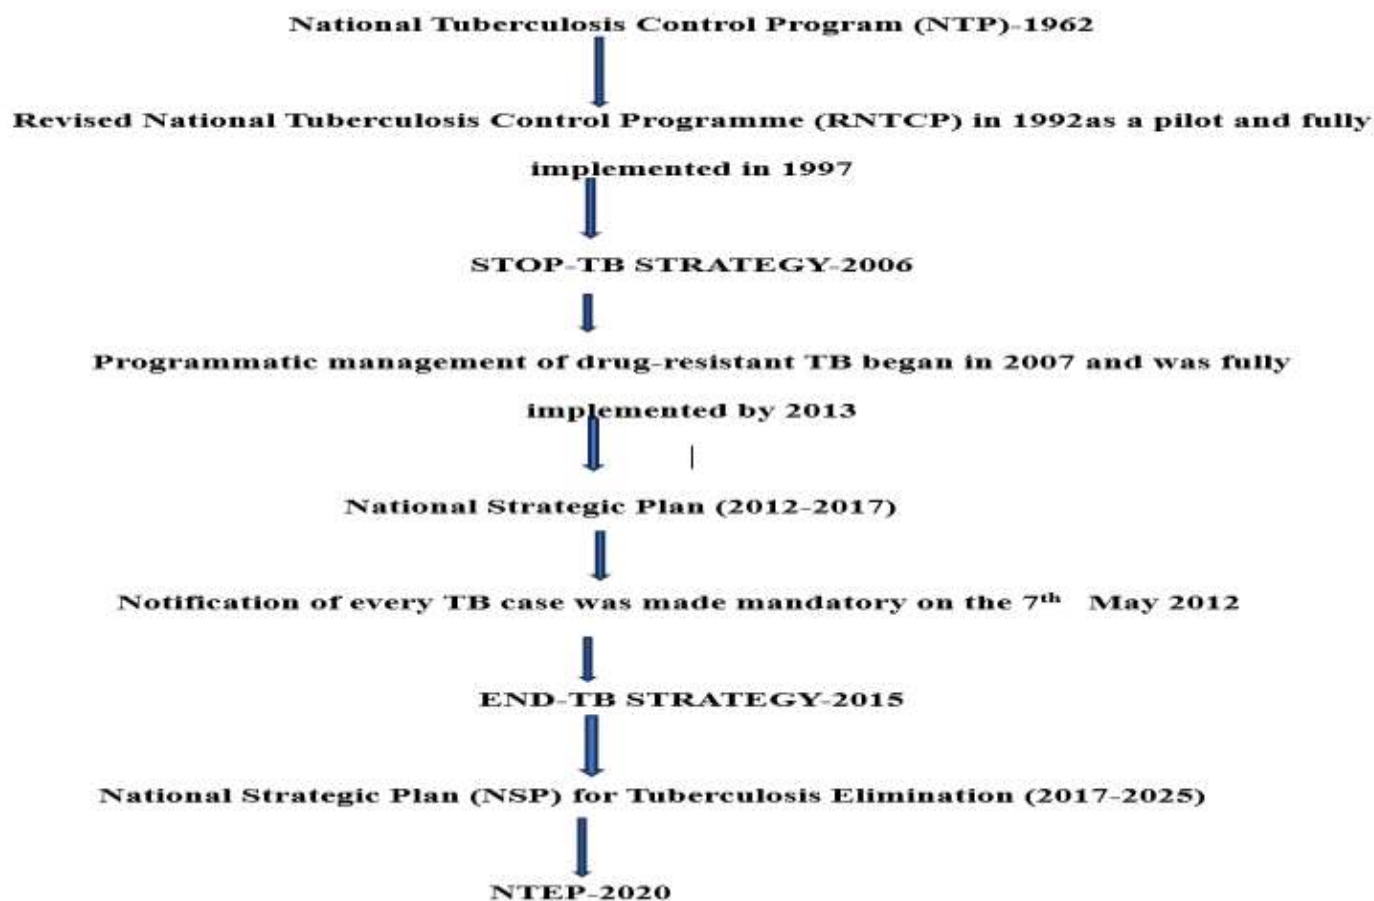 National Tuberculosis Control Program (NTP)-1962
Revised National Tuberculosis Control Programme (RNTCP) in 1992as a pilot and fully
implemented in 1997
STOP-TB STRATEGY-2006
Programmatic management of drug-resistant TB began in 2007 and was fully
implemented by 2013
National Strategic Plan (2012-2017)
Notification of every TB case was made mandatory on the 7th May 2012
END-TB STRATEGY-2015
National Strategic Plan (NSP) for Tuberculosis Elimination (2017-2025)
NTEP-2020